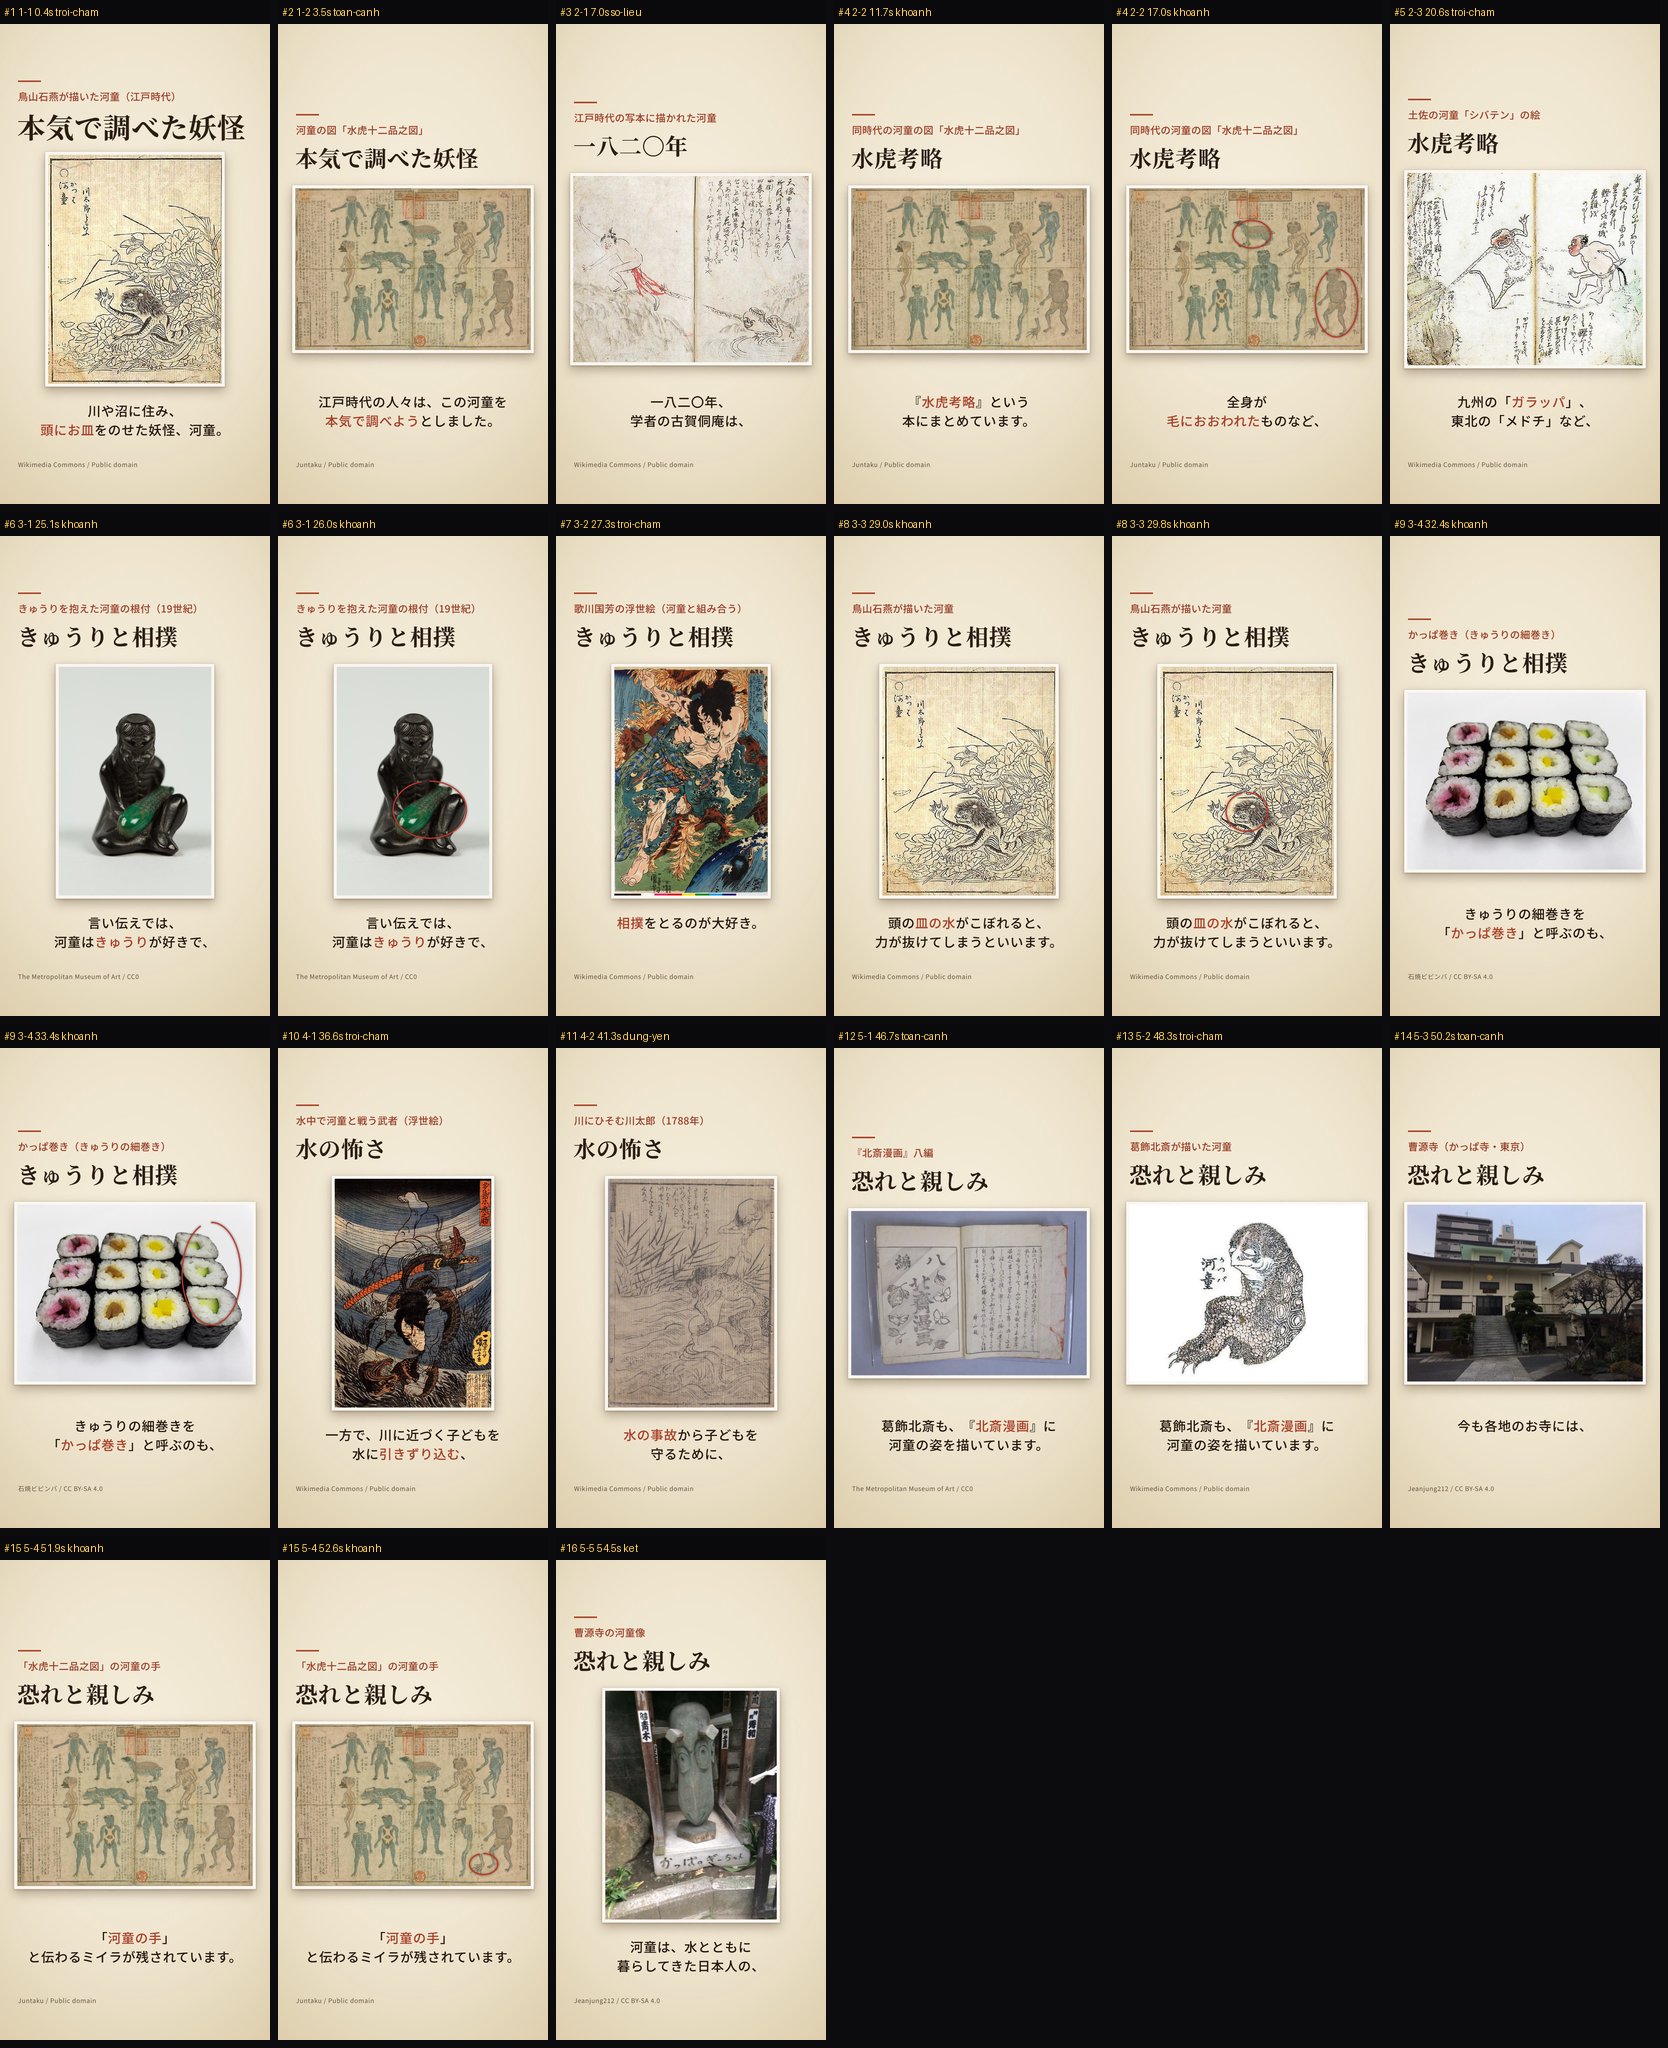 #1 1-1 0.4s troi-cham
鳥山石燕が描いた河童（江戸時代）
本気で調べた妖怪
川や沼に住み、
頭にお皿をのせた妖怪、河童。
Wikimedia Commons / Public domain
#2 1-2 3.5s toan-canh
河童の図「水虎十二品之図」
本気で調べた妖怪
江戸時代の人々は、この河童を
本気で調べようとしました。
Juntaku / Public domain
#3 2-1 7.0s so-lieu
江戸時代の写本に描かれた河童
一八二〇年
一八二〇年、
学者の古賀侗庵は、
Wikimedia Commons / Public domain
#4 2-2 11.7s khoanh
同時代の河童の図「水虎十二品之図」
水虎考略
『水虎考略』という
本にまとめています。
Juntaku / Public domain
#4 2-2 17.0s khoanh
同時代の河童の図「水虎十二品之図」
水虎考略
全身が
毛におおわれたものなど、
Juntaku / Public domain
#5 2-3 20.6s troi-cham
土佐の河童「シバテン」の絵
水虎考略
九州の「ガラッパ」、
東北の「メドチ」など、
Wikimedia Commons / Public domain
#6 3-1 25.1s khoanh
きゅうりを抱えた河童の根付（19世紀）
きゅうりと相撲
言い伝えでは、
河童はきゅうりが好きで、
The Metropolitan Museum of Art / CC0
#6 3-1 26.0s khoanh
きゅうりを抱えた河童の根付（19世紀）
きゅうりと相撲
言い伝えでは、
河童はきゅうりが好きで、
The Metropolitan Museum of Art / CC0
#7 3-2 27.3s troi-cham
歌川国芳の浮世絵（河童と組み合う）
きゅうりと相撲
相撲をとるのが大好き。
Wikimedia Commons / Public domain
#8 3-3 29.0s khoanh
鳥山石燕が描いた河童
きゅうりと相撲
頭の皿の水がこぼれると、
力が抜けてしまうといいます。
Wikimedia Commons / Public domain
#8 3-3 29.8s khoanh
鳥山石燕が描いた河童
きゅうりと相撲
頭の皿の水がこぼれると、
力が抜けてしまうといいます。
Wikimedia Commons / Public domain
#9 3-4 32.4s khoanh
かっぱ巻き（きゅうりの細巻き）
きゅうりと相撲
きゅうりの細巻きを
「かっぱ巻き」と呼ぶのも、
石焼ビビンバ / CC BY-SA 4.0
#9 3-4 33.4s khoanh
かっぱ巻き（きゅうりの細巻き）
きゅうりと相撲
きゅうりの細巻きを
「かっぱ巻き」と呼ぶのも、
石焼ビビンバ / CC BY-SA 4.0
#10 4-1 36.6s troi-cham
水中で河童と戦う武者（浮世絵）
水の怖さ
一方で、川に近づく子どもを
水に引きずり込む、
Wikimedia Commons / Public domain
#11 4-2 41.3s dung-yen
川にひそむ川太郎（1788年）
水の怖さ
水の事故から子どもを
守るために、
Wikimedia Commons / Public domain
#12 5-1 46.7s toan-canh
『北斎漫画』八編
恐れと親しみ
葛飾北斎も、『北斎漫画』に
河童の姿を描いています。
The Metropolitan Museum of Art / CC0
#13 5-2 48.3s troi-cham
葛飾北斎が描いた河童
恐れと親しみ
河童
葛飾北斎も、『北斎漫画』に
河童の姿を描いています。
Wikimedia Commons / Public domain
#14 5-3 50.2s toan-canh
曹源寺（かっぱ寺・東京）
恐れと親しみ
今も各地のお寺には、
Jeanjung212 / CC BY-SA 4.0
#15 5-4 51.9s khoanh
「水虎十二品之図」の河童の手
恐れと親しみ
「河童の手」
と伝わるミイラが残されています。
Juntaku / Public domain
#15 5-4 52.6s khoanh
「水虎十二品之図」の河童の手
恐れと親しみ
「河童の手」
と伝わるミイラが残されています。
Juntaku / Public domain
#16 5-5 54.5s ket
曹源寺の河童像
恐れと親しみ
かっぱのぎーちゃん
河童は、水とともに
暮らしてきた日本人の、
Jeanjung212 / CC BY-SA 4.0